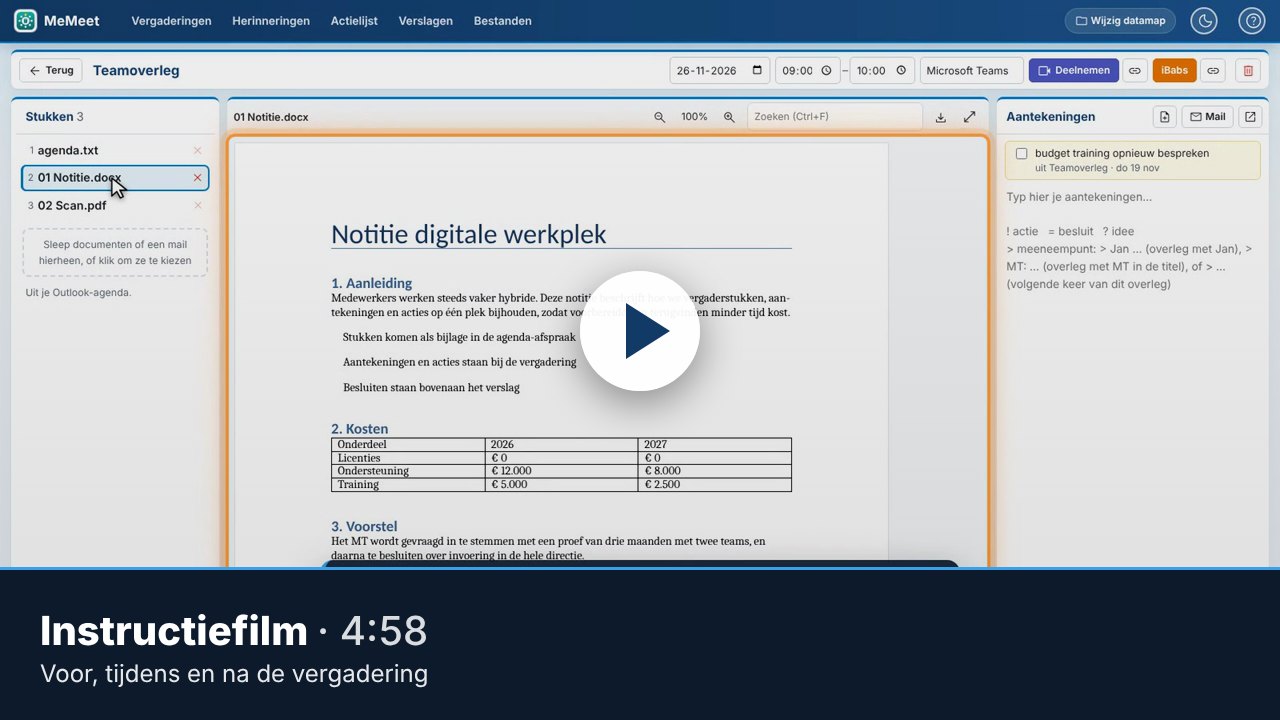 MeMeet Vergaderingen Herinneringen Actielijst Verslagen Bestanden Wijzig datamap
Terug Teamoverleg 26-11-2026 09:00 – 10:00 Microsoft Teams Deelnemen iBabs
Stukken 3
1 agenda.txt
2 01 Notitie.docx
3 02 Scan.pdf
Sleep documenten of een mail
hierheen, of klik om ze te kiezen
Uit je Outlook-agenda.
01 Notitie.docx 100% Zoeken (Ctrl+F)
Notitie digitale werkplek
1. Aanleiding
Medewerkers werken steeds vaker hybride. Deze vergaderstukken, aan-
tekeningen en acties op één plek bijhouden, zodat minder tijd kost.
Stukken komen als bijlage in de agenda-afspraak
Aantekeningen en acties staan bij de vergadering
Besluiten staan bovenaan het verslag
2. Kosten
Onderdeel 2026 2027
Licenties € 0 € 0
Ondersteuning € 12.000 € 8.000
Training € 5.000 € 2.500
3. Voorstel
Het MT wordt gevraagd in te stemmen met een proef van drie maanden met twee teams, en
daarna te besluiten over invoering in de hele directie.
Aantekeningen Mail
budget training opnieuw bespreken
uit Teamoverleg · do 19 nov
Typ hier je aantekeningen...
! actie = besluit ? idee
> meeneempunt: > Jan ... (overleg met Jan), >
MT: ... (overleg met MT in de titel), of > ...
(volgende keer van dit overleg)
Instructiefilm · 4:58
Voor, tijdens en na de vergadering